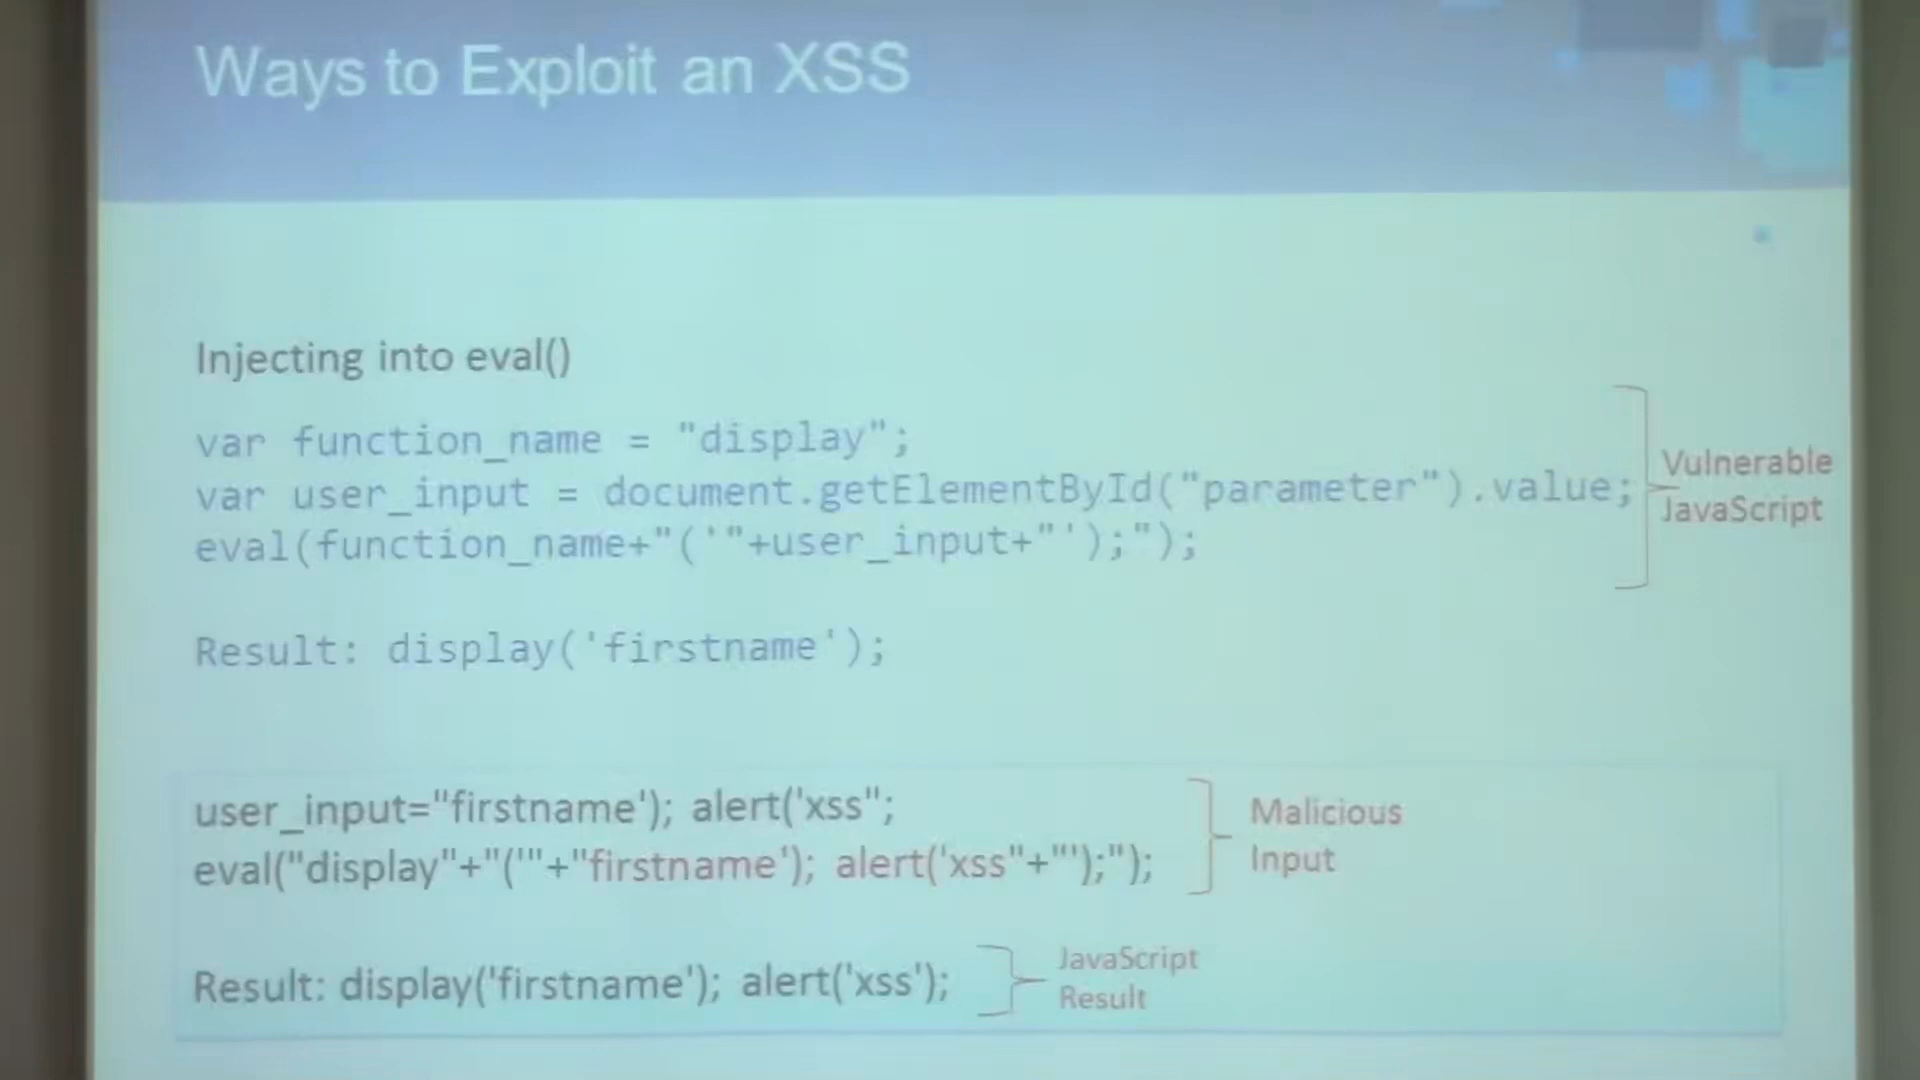 Ways to Exploit an XSS
Injecting into eval()
var function_name = "display";
var user_input = document.getElementById("parameter").value;
eval(function_name+"('"+user_input+"');");
Vulnerable
JavaScript
Result: display('firstname');
user_input="firstname'); alert('xss";
eval("display"+"('"+"firstname'); alert('xss"+"');");
Malicious
Input
Result: display('firstname'); alert('xss');
JavaScript
Result